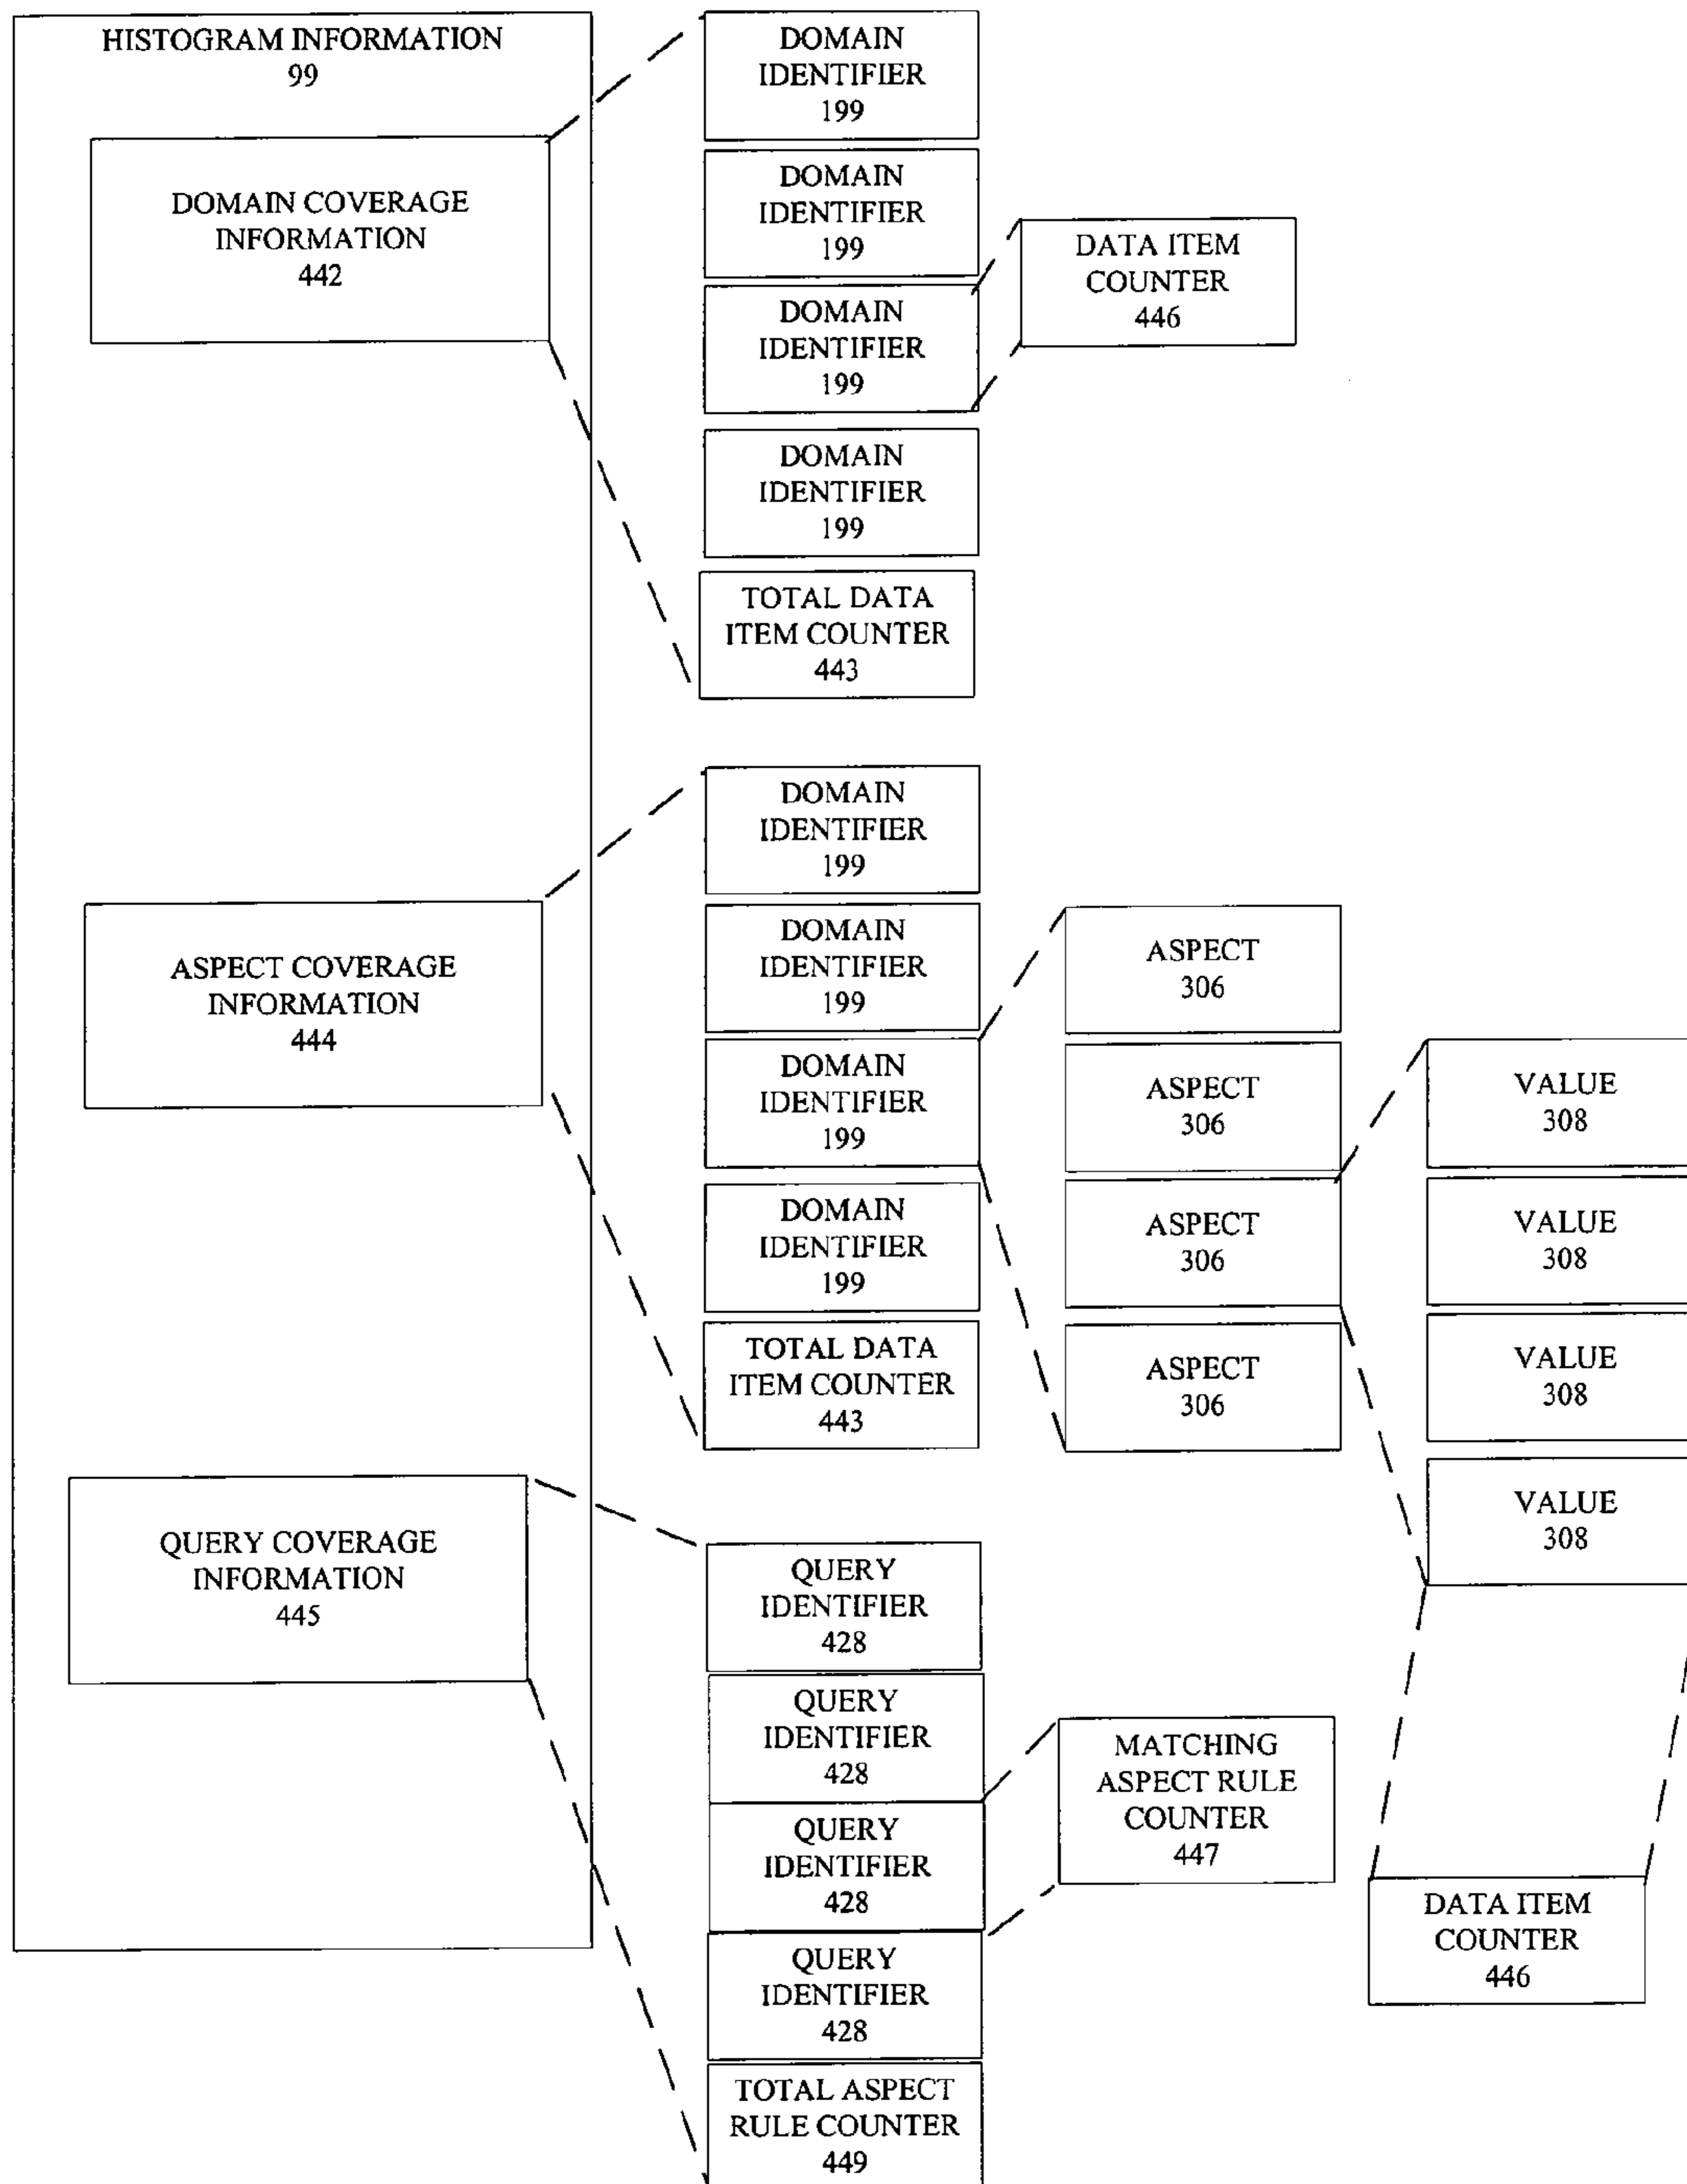 HISTOGRAM INFORMATION
99
DOMAIN COVERAGE
INFORMATION
442
DOMAIN
IDENTIFIER
199
DOMAIN
IDENTIFIER
199
DOMAIN
IDENTIFIER
199
DATA ITEM
COUNTER
446
DOMAIN
IDENTIFIER
199
TOTAL DATA
ITEM COUNTER
443
ASPECT COVERAGE
INFORMATION
444
DOMAIN
IDENTIFIER
199
DOMAIN
IDENTIFIER
199
DOMAIN
IDENTIFIER
199
DOMAIN
IDENTIFIER
199
TOTAL DATA
ITEM COUNTER
443
ASPECT
306
ASPECT
306
ASPECT
306
ASPECT
306
VALUE
308
VALUE
308
VALUE
308
VALUE
308
DATA ITEM
COUNTER
446
QUERY COVERAGE
INFORMATION
445
QUERY
IDENTIFIER
428
QUERY
IDENTIFIER
428
QUERY
IDENTIFIER
428
QUERY
IDENTIFIER
428
TOTAL ASPECT
RULE COUNTER
449
MATCHING
ASPECT RULE
COUNTER
447